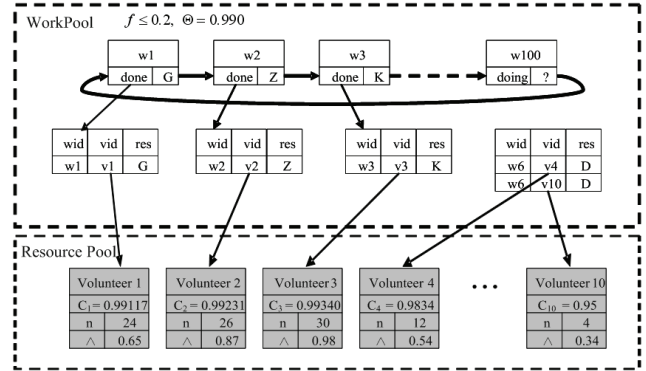 WorkPool f ≤ 0.2, Θ = 0.990
w1 w2 w3 w100
done G done Z done K doing ?
wid vid res wid vid res wid vid res wid vid res
w1 v1 G w2 v2 Z w3 v3 K w6 v4 D
w6 v10 D
Resource Pool
Volunteer 1 Volunteer 2 Volunteer 3 Volunteer 4 ... Volunteer 10
C1 = 0.99117 C2 = 0.99231 C3 = 0.99340 C4 = 0.9834 C10 = 0.95
n 24 n 26 n 30 n 12 n 4
∧ 0.65 ∧ 0.87 ∧ 0.98 ∧ 0.54 ∧ 0.34